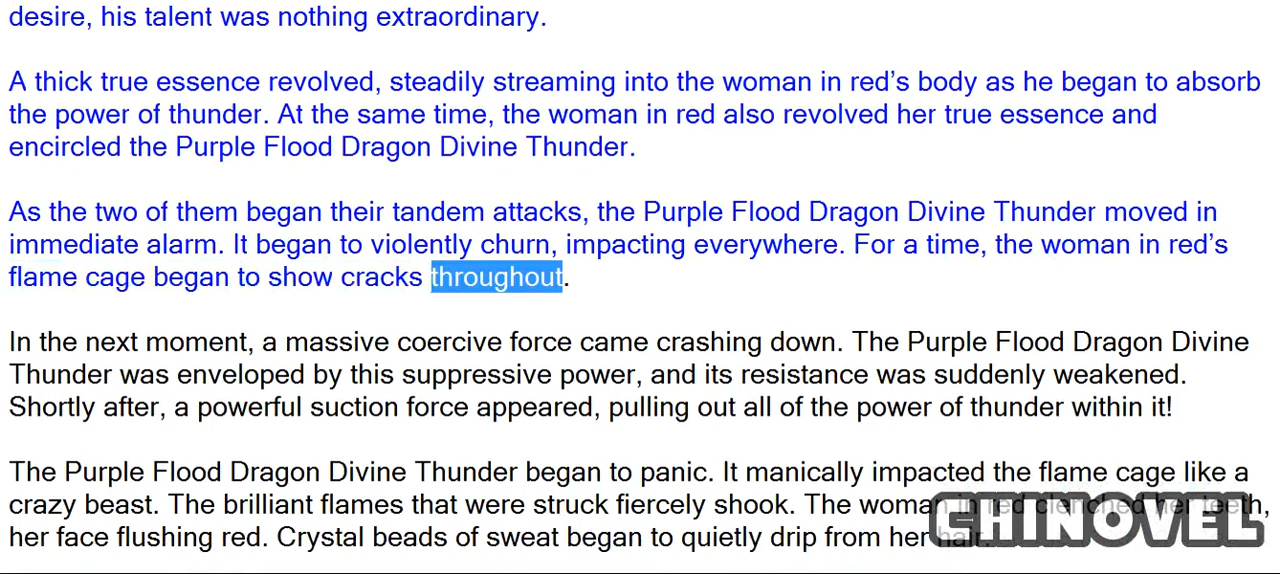 desire, his talent was nothing extraordinary.
A thick true essence revolved, steadily streaming into the woman in red’s body as he began to absorb
the power of thunder. At the same time, the woman in red also revolved her true essence and
encircled the Purple Flood Dragon Divine Thunder.
As the two of them began their tandem attacks, the Purple Flood Dragon Divine Thunder moved in
immediate alarm. It began to violently churn, impacting everywhere. For a time, the woman in red’s
flame cage began to show cracks throughout.
In the next moment, a massive coercive force came crashing down. The Purple Flood Dragon Divine
Thunder was enveloped by this suppressive power, and its resistance was suddenly weakened.
Shortly after, a powerful suction force appeared, pulling out all of the power of thunder within it!
The Purple Flood Dragon Divine Thunder began to panic. It manically impacted the flame cage like a
crazy beast. The brilliant flames that were struck fiercely shook. The woman in red clenched her teeth,
her face flushing red. Crystal beads of sweat began to quietly drip from her hair.
CHINOVEL